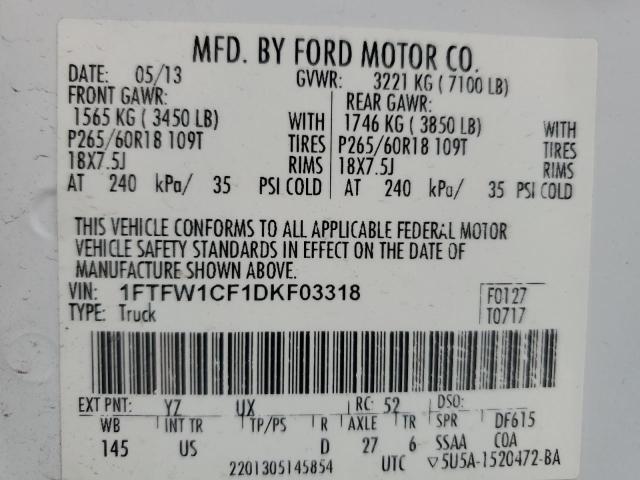 MFD. BY FORD MOTOR CO.
DATE: 05/13 GVWR: 3221 KG ( 7100 LB)
FRONT GAWR: REAR GAWR:
1565 KG ( 3450 LB) WITH 1746 KG ( 3850 LB) WITH
P265/60R18 109T TIRES P265/60R18 109T TIRES
18X7.5J RIMS 18X7.5J RIMS
AT 240 kPa/ 35 PSI COLD AT 240 kPa/ 35 PSI COLD
THIS VEHICLE CONFORMS TO ALL APPLICABLE FEDERAL MOTOR
VEHICLE SAFETY STANDARDS IN EFFECT ON THE DATE OF
MANUFACTURE SHOWN ABOVE.
VIN: 1FTFW1CF1DKF03318 F0127
TYPE: Truck T0717
EXT PNT: YZ UX RC: 52 DSO:
WB INT TR TP/PS R AXLE TR SPR DF615
145 US D 27 6 SSAA COA
2201305145854 UTC ▽5U5A-1520472-BA